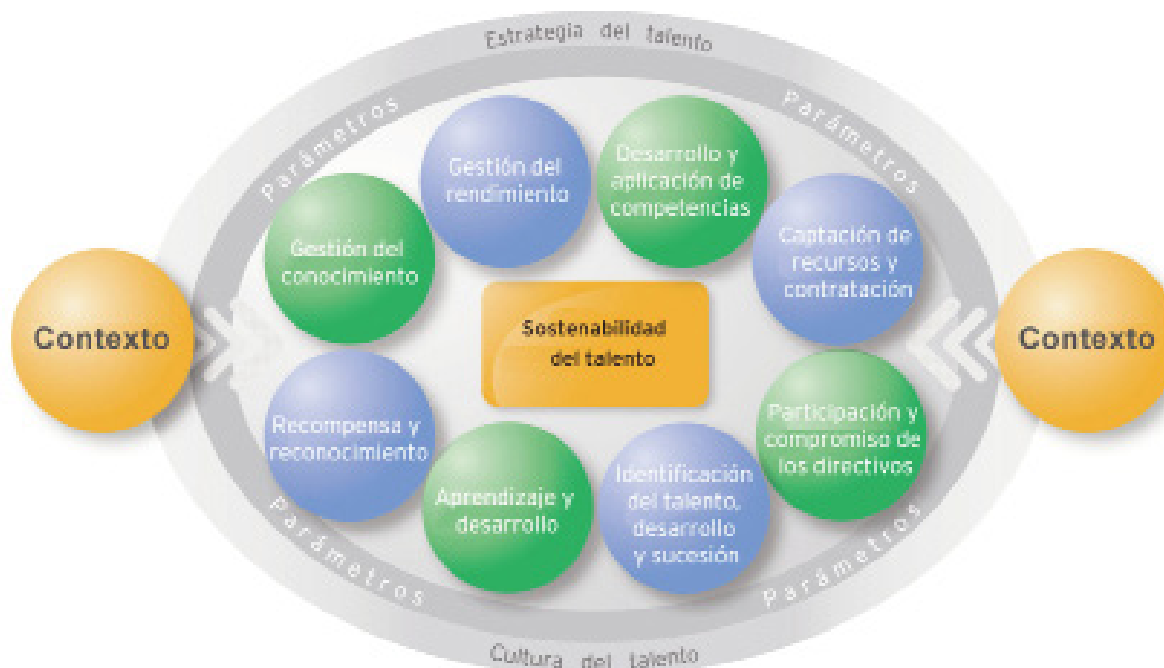 Estrategia del talento
Parámetros
Parámetros
Gestión del
rendimiento
Desarrollo y
aplicación de
competencias
Gestión del
conocimiento
Captación de
recursos y
contratación
Contexto
Sostenabilidad
del talento
Contexto
Recompensa y
reconocimiento
Participación y
compromiso de
los directivos
Aprendizaje y
desarrollo
Identificación
del talento,
desarrollo
y sucesión
Parámetros
Parámetros
Cultura del talento